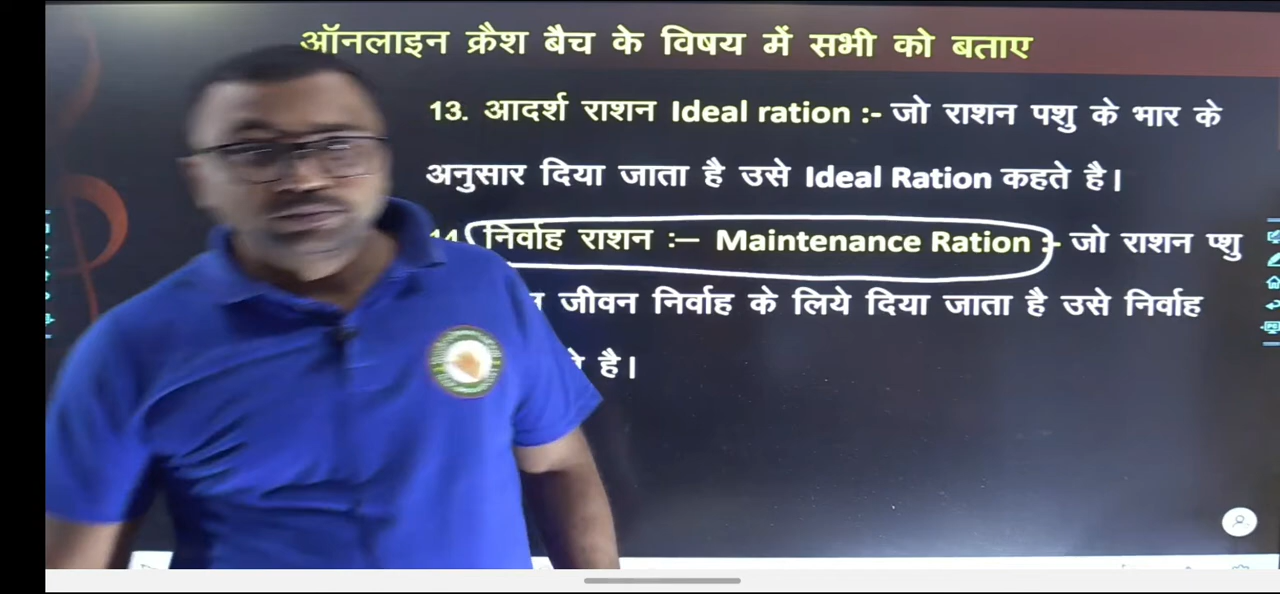 ऑनलाइन क्रैश बैच के विषय में सभी को बताए
13. आदर्श राशन Ideal ration :- जो राशन पशु के भार के
अनुसार दिया जाता है उसे Ideal Ration कहते है।
14 निर्वाह राशन :– Maintenance Ration :- जो राशन प्शु
जीवन निर्वाह के लिये दिया जाता है उसे निर्वाह
है।